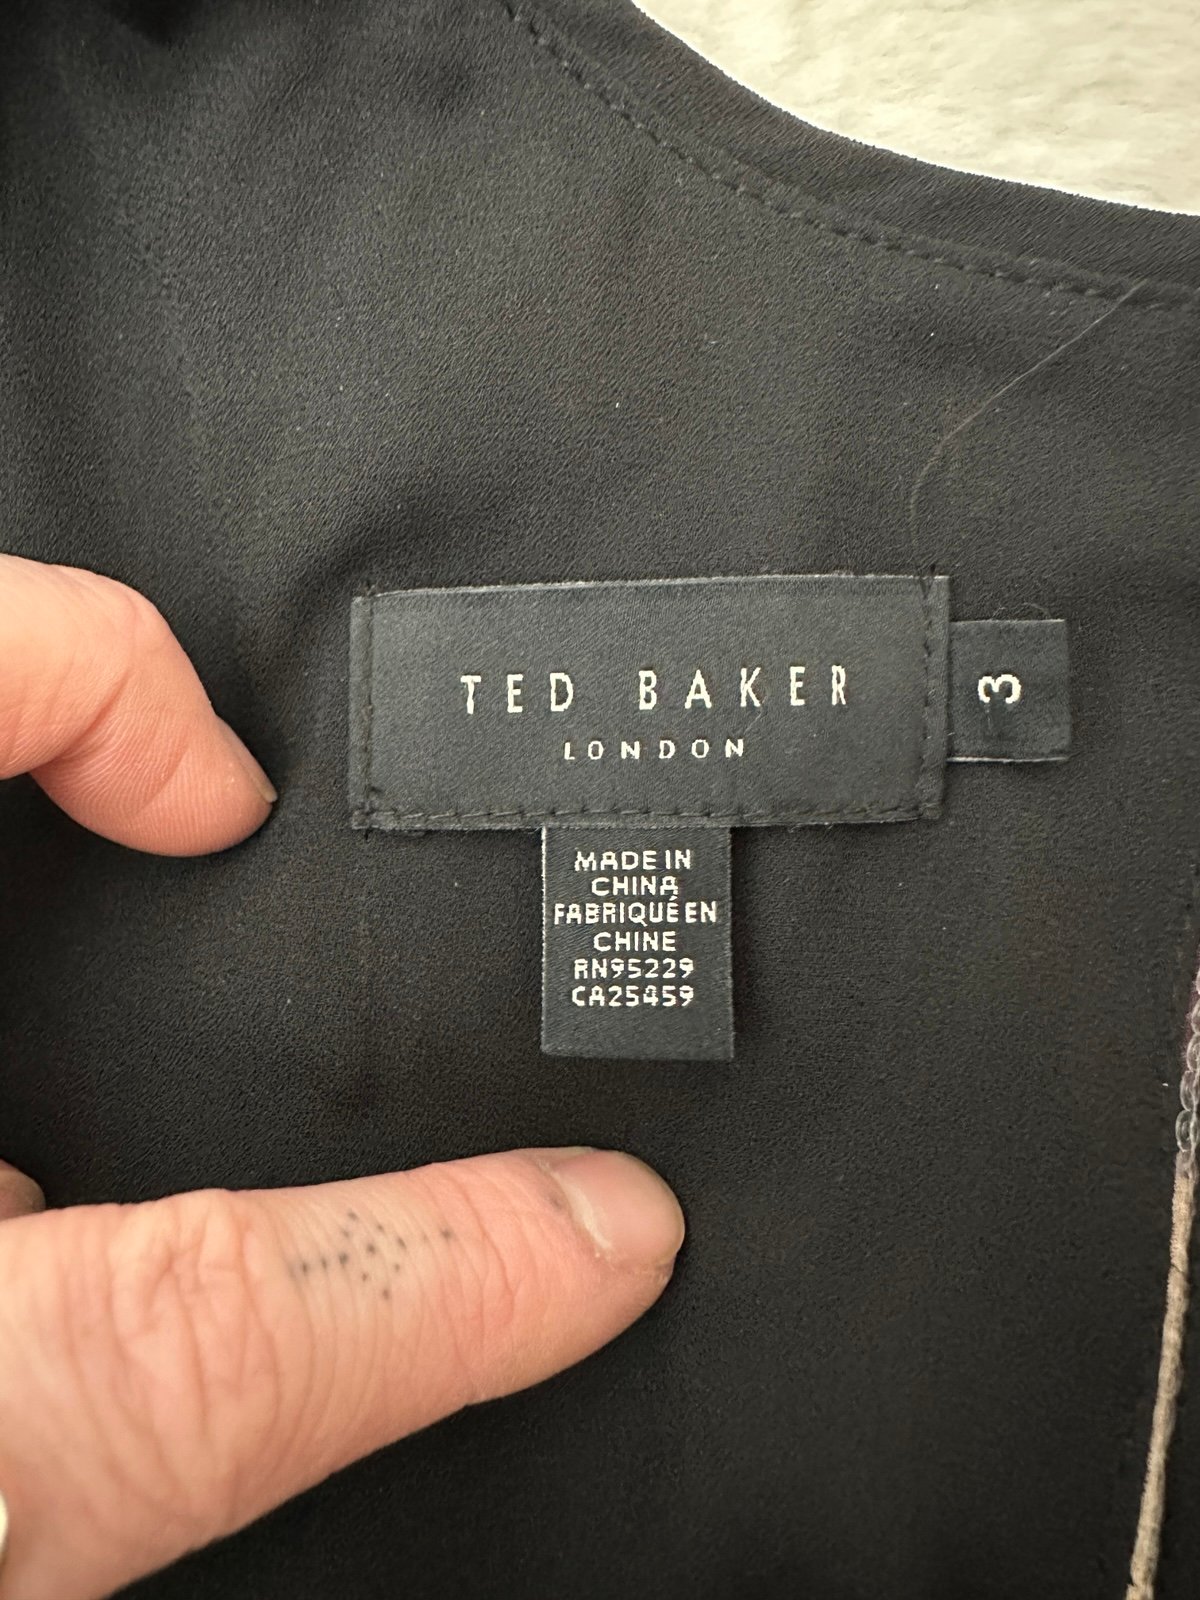 TED BAKER
LONDON
3
MADE IN
CHINA
FABRIQUÉ EN
CHINE
RN95229
CA25459